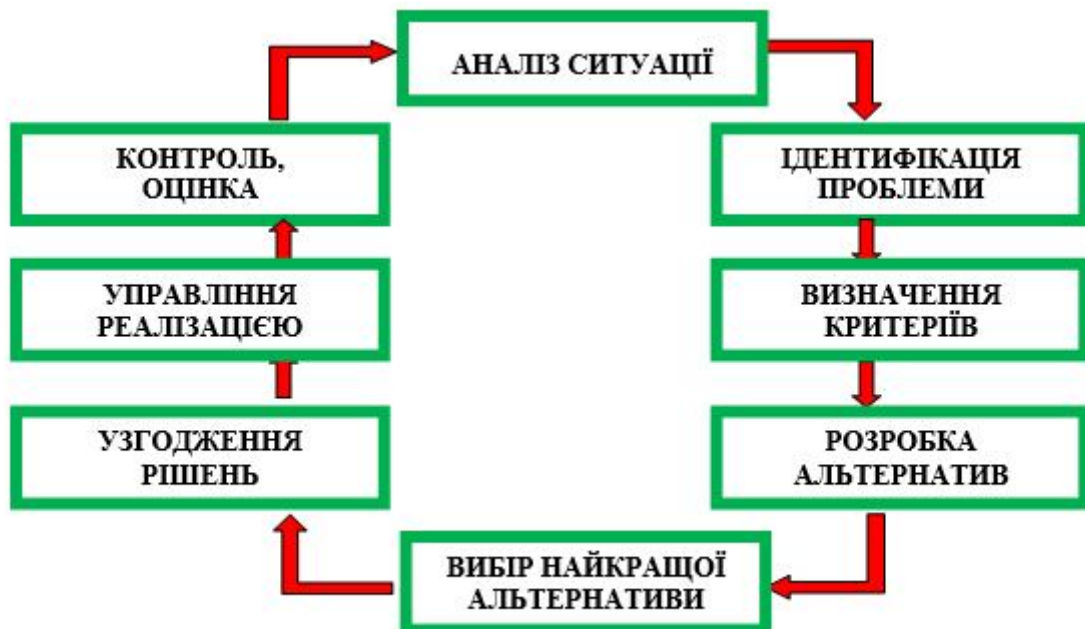 АНАЛІЗ СИТУАЦІЇ
ІДЕНТИФІКАЦІЯ
ПРОБЛЕМИ
ВИЗНАЧЕННЯ
КРИТЕРІЇВ
РОЗРОБКА
АЛЬТЕРНАТИВ
ВИБІР НАЙКРАЩОЇ
АЛЬТЕРНАТИВИ
УЗГОДЖЕННЯ
РІШЕНЬ
УПРАВЛІННЯ
РЕАЛІЗАЦІЄЮ
КОНТРОЛЬ,
ОЦІНКА